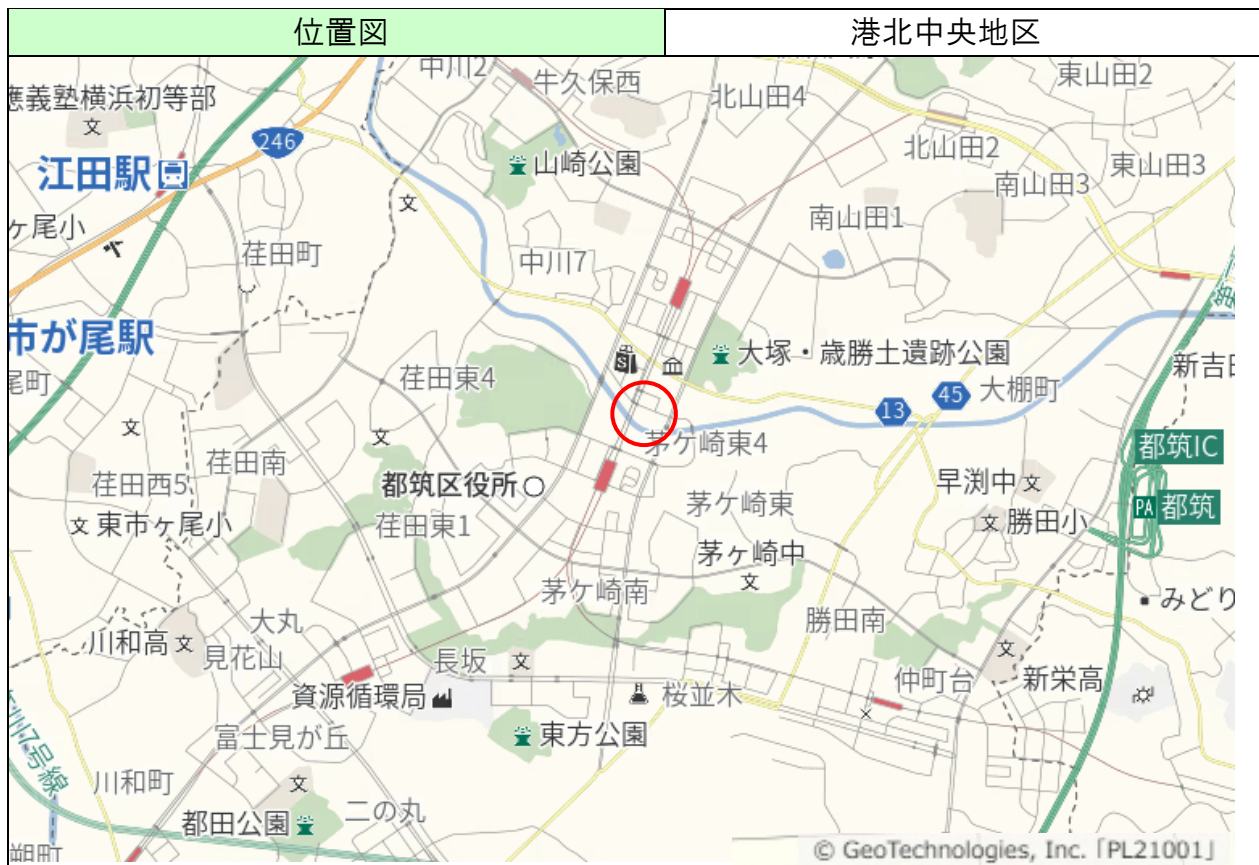 位置図
港北中央地区
中川2
牛久保西
東山田2
應義塾横浜初等部
北山田4
246
山崎公園
北山田2
東山田3
江田駅
南山田3
ヶ尾小
南山田1
荏田町
中川7
市が尾駅
大塚・歳勝土遺跡公園
新吉田
尾町
荏田東4
13
45
大棚町
茅ケ崎東4
都筑IC
荏田南
荏田西5
都筑区役所
早渕中
茅ケ崎東
PA 都筑
東市ヶ尾小
荏田東1
勝田小
茅ヶ崎中
茅ケ崎南
みどり
大丸
勝田南
川和高
見花山
長坂
仲町台
新栄高
資源循環局
桜並木
富士見が丘
東方公園
川7号線
川和町
都田公園
二の丸
© GeoTechnologies, Inc.「PL21001」